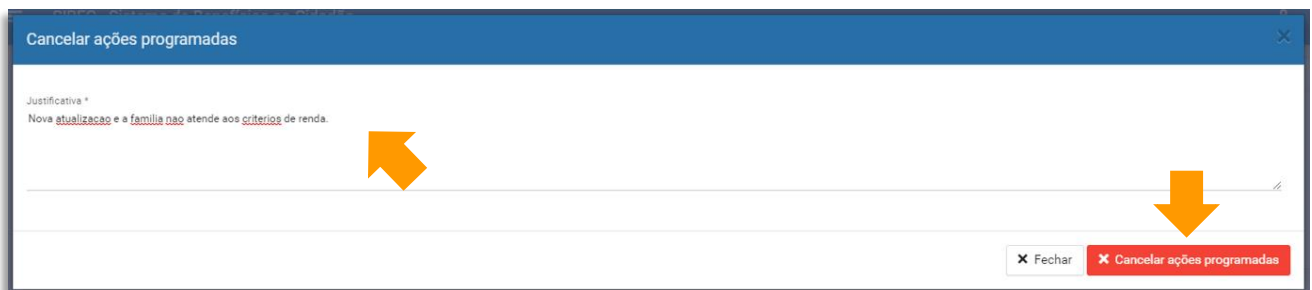 Cancelar ações programadas
Justificativa *
Nova atualizacao e a familia nao atende aos criterios de renda.
Fechar
Cancelar ações programadas